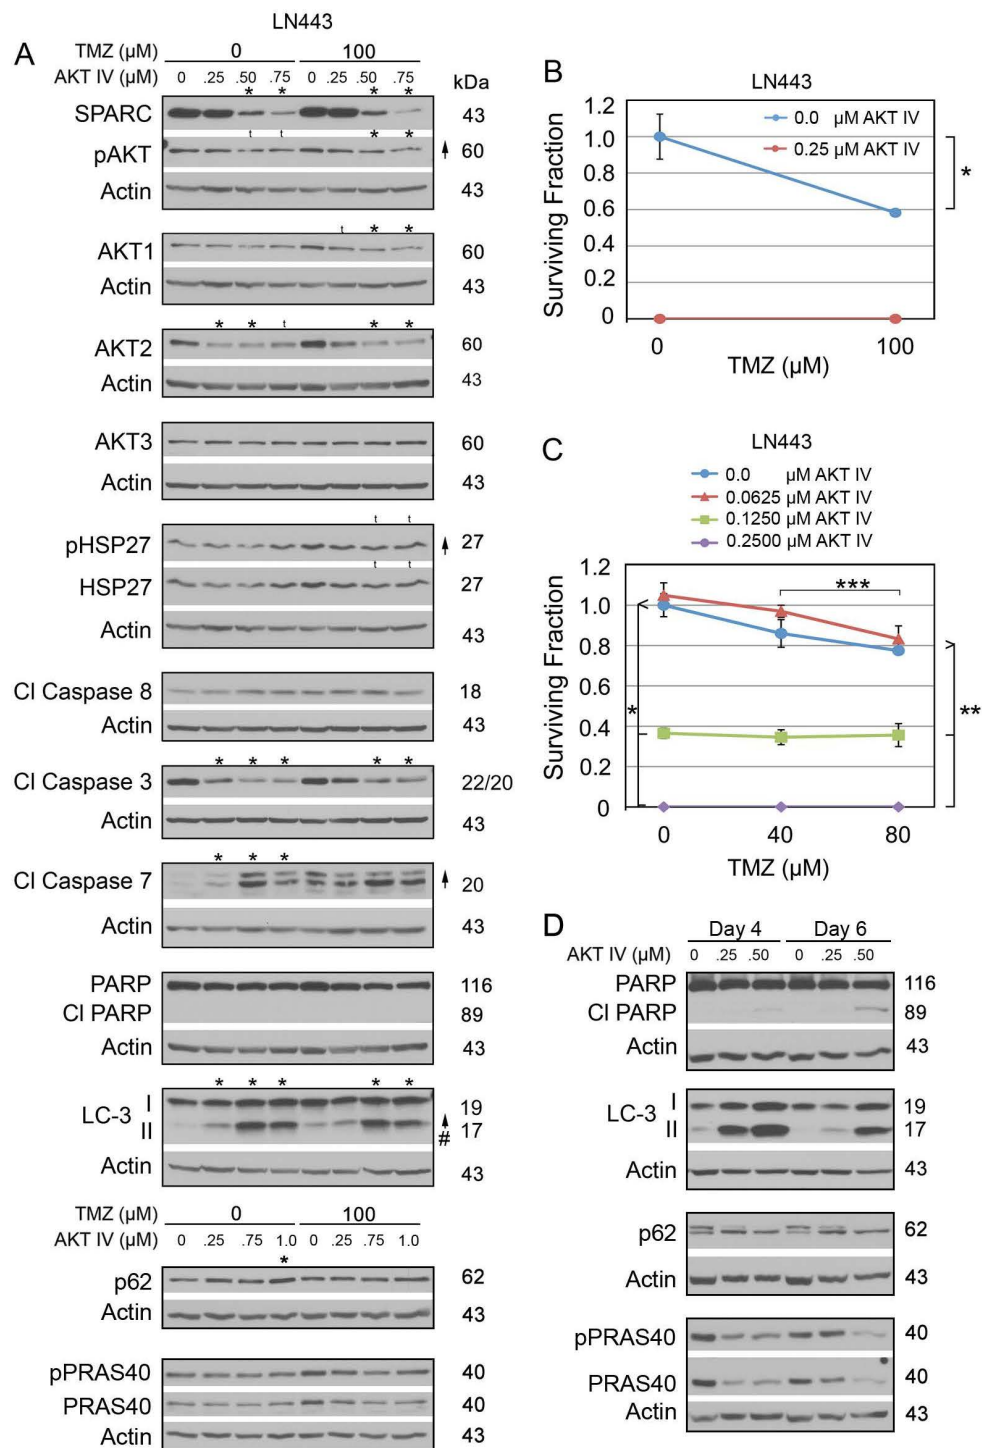 LN443
A
TMZ (µM) 0 100
AKT IV (µM) 0 .25 .50 .75 0 .25 .50 .75 kDa
* * * *
SPARC 43
t t * *
pAKT 60
Actin 43
t * *
AKT1 60
Actin 43
* * t * *
AKT2 60
Actin 43
AKT3 60
Actin 43
t t
pHSP27 27
t t
HSP27 27
Actin 43
Cl Caspase 8 18
Actin 43
* * * * *
Cl Caspase 3 22/20
Actin 43
* * *
Cl Caspase 7 20
Actin 43
PARP 116
Cl PARP 89
Actin 43
* * * * *
LC-3 I 19
II 17
#
Actin 43
TMZ (µM) 0 100
AKT IV (µM) 0 .25 .75 1.0 0 .25 .75 1.0
*
p62 62
Actin 43
pPRAS40 40
PRAS40 40
Actin 43
B
LN443
0.0 µM AKT IV
0.25 µM AKT IV
*
Surviving Fraction
1.2
1.0
0.8
0.6
0.4
0.2
0
0 100
TMZ (µM)
C
LN443
0.0 µM AKT IV
0.0625 µM AKT IV
0.1250 µM AKT IV
0.2500 µM AKT IV
Surviving Fraction
1.2
1.0
0.8
0.6
0.4
0.2
0
***
*
**
0 40 80
TMZ (µM)
D
Day 4 Day 6
AKT IV (µM) 0 .25 .50 0 .25 .50
PARP 116
Cl PARP 89
Actin 43
LC-3 I 19
II 17
Actin 43
p62 62
Actin 43
pPRAS40 40
PRAS40 40
Actin 43